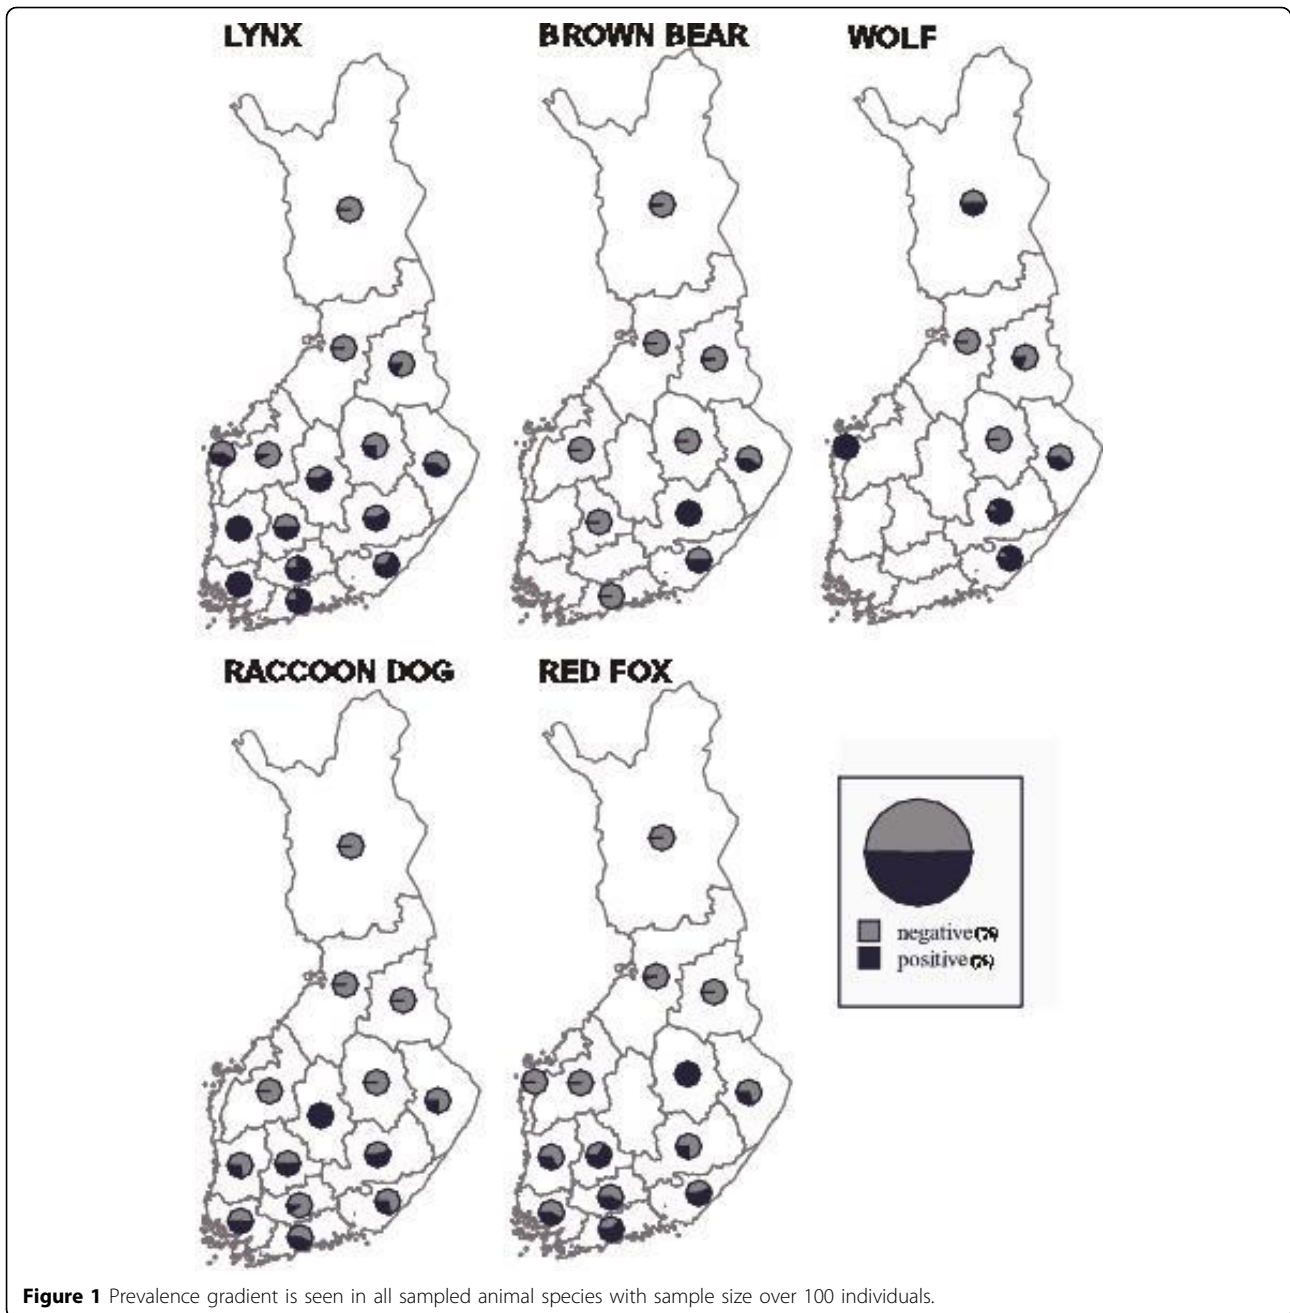 LYNX
BROWN BEAR
WOLF
RACCOON DOG
RED FOX
negative
positive
Figure 1 Prevalence gradient is seen in all sampled animal species with sample size over 100 individuals.